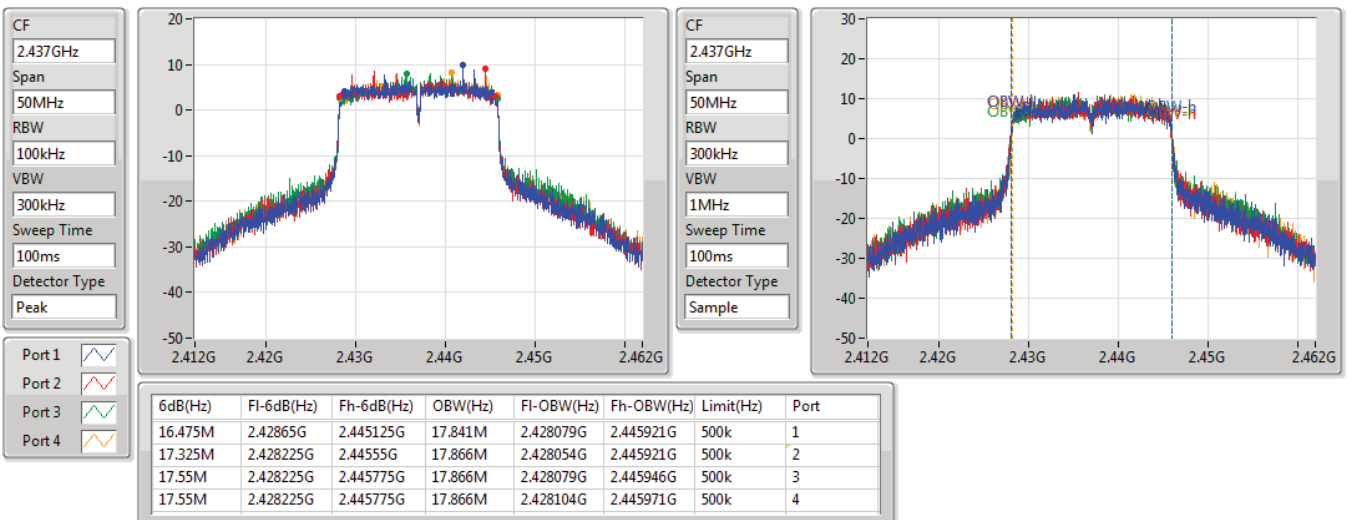 CF
2.437GHz
Span
50MHz
RBW
100kHz
VBW
300kHz
Sweep Time
100ms
Detector Type
Peak
20
10
0
-10
-20
-30
-40
-50
2.412G 2.42G 2.43G 2.44G 2.45G 2.462G
CF
2.437GHz
Span
50MHz
RBW
300kHz
VBW
1MHz
Sweep Time
100ms
Detector Type
Sample
30
20
10
0
-10
-20
-30
-40
-50
2.412G 2.42G 2.43G 2.44G 2.45G 2.462G
Port 1
Port 2
Port 3
Port 4
6dB(Hz) Fl-6dB(Hz) Fh-6dB(Hz) OBW(Hz) Fl-OBW(Hz) Fh-OBW(Hz) Limit(Hz) Port
16.475M 2.42865G 2.445125G 17.841M 2.428079G 2.445921G 500k 1
17.325M 2.428225G 2.44555G 17.866M 2.428054G 2.445921G 500k 2
17.55M 2.428225G 2.445775G 17.866M 2.428079G 2.445946G 500k 3
17.55M 2.428225G 2.445775G 17.866M 2.428104G 2.445971G 500k 4